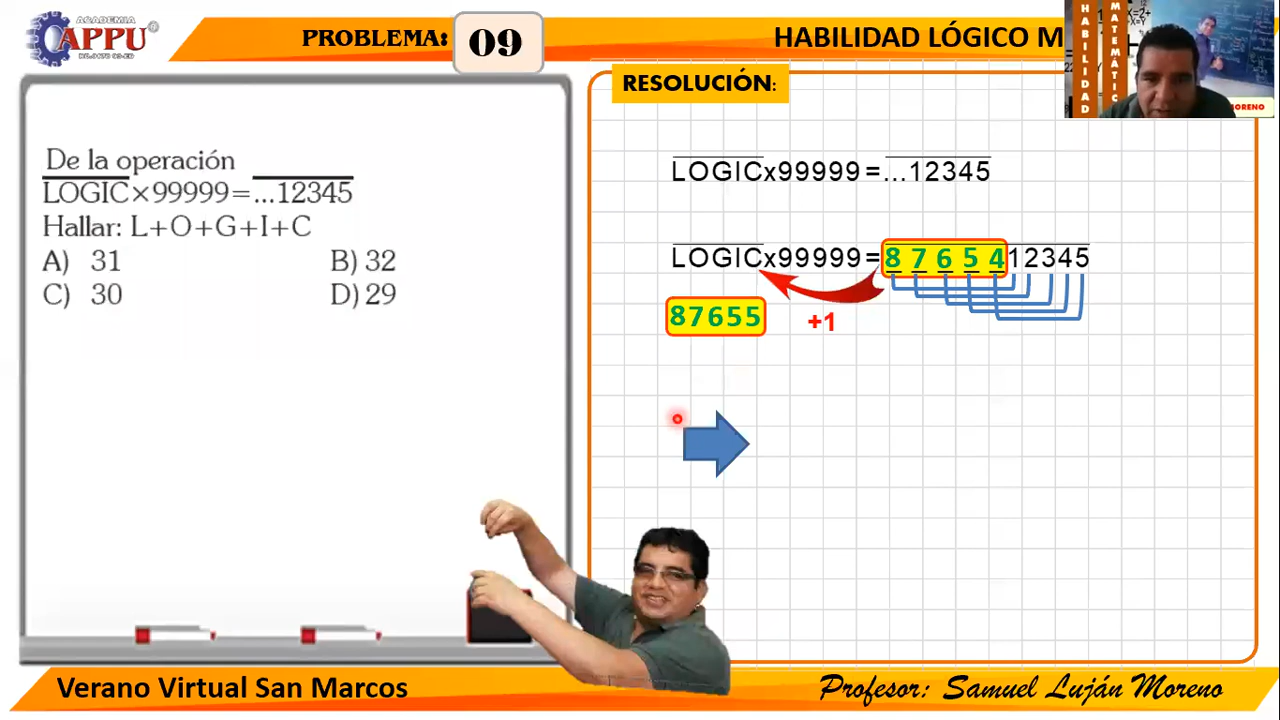 ACADEMIA
APPU
PROBLEMA:
09
HABILIDAD LÓGICO M
HABILIDAD
MATEMÁTIC
MORENO
De la operación
LOGIC×99999=...12345
Hallar: L+O+G+I+C
A) 31
B) 32
C) 30
D) 29
RESOLUCIÓN:
LOGICx99999=...12345
LOGICx99999=8765412345
87655
+1
Verano Virtual San Marcos
Profesor: Samuel Luján Moreno